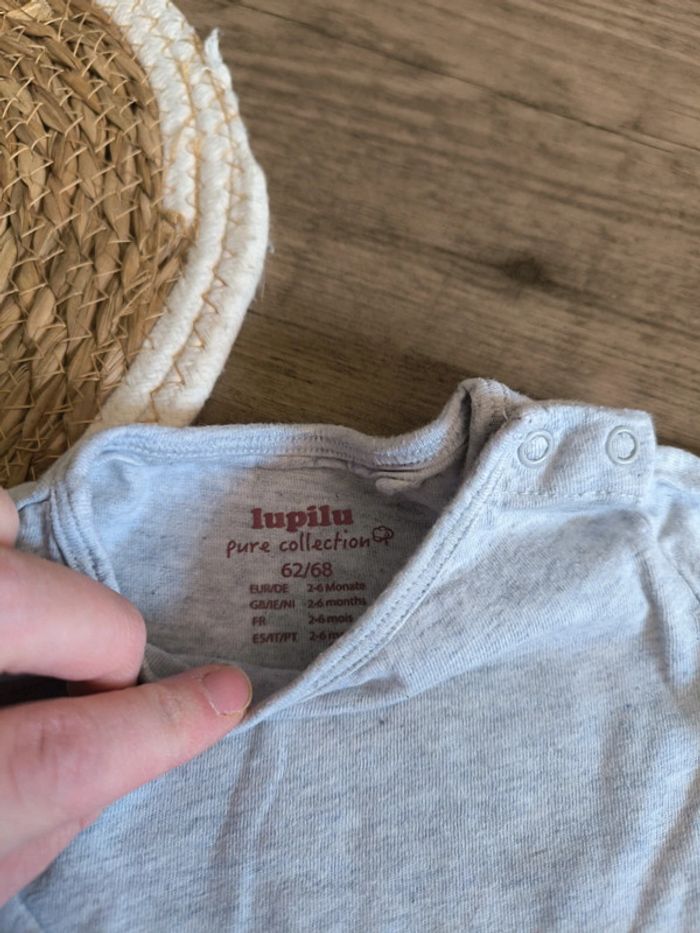 lupilu
pure collection
62/68
EUR/DE 2-6 Monate
GB/IE/NI 2-6 months
FR 2-6 mois
ES/IT/PT 2-6